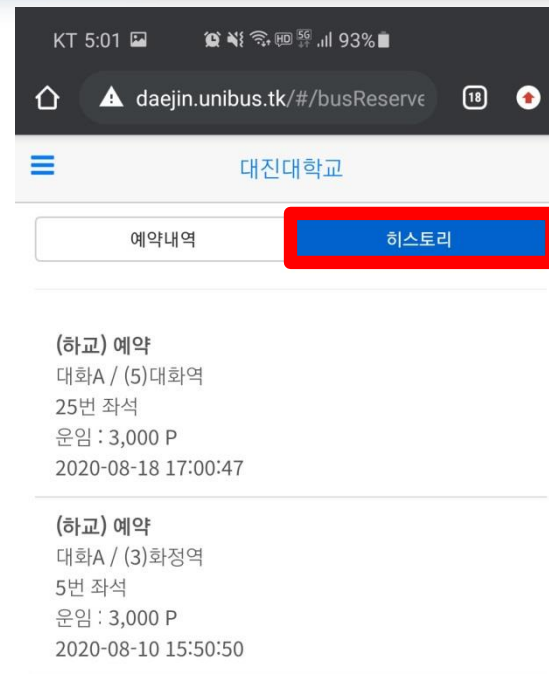 KT 5:01 HD 5G 93%
daejin.unibus.tk/#/busReserve 18
대진대학교
예약내역 히스토리
(하교) 예약
대화A / (5)대화역
25번 좌석
운임 : 3,000 P
2020-08-18 17:00:47
(하교) 예약
대화A / (3)화정역
5번 좌석
운임 : 3,000 P
2020-08-10 15:50:50